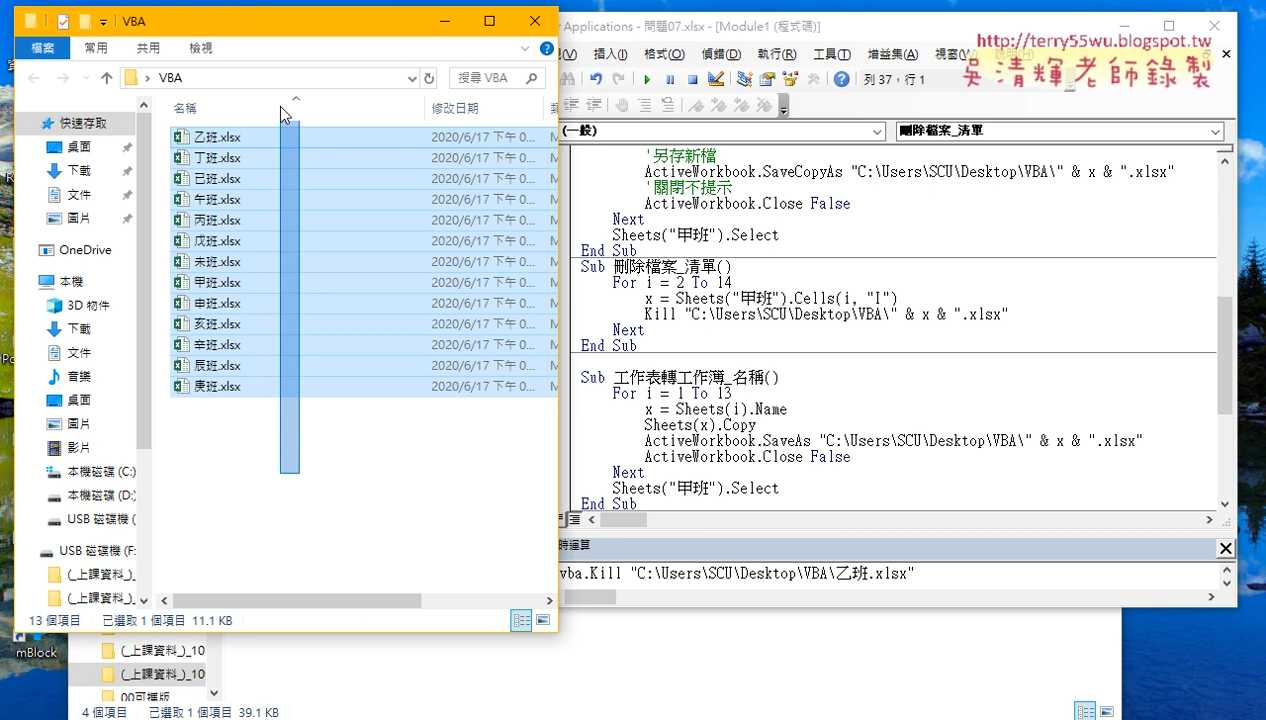 VBA
Applications - 問題07.xlsx - [Module1 (程式碼)]
檔案 常用 共用 檢視
插入(I) 格式(O) 偵錯(D) 執行(R) 工具(T) 增益集(A) 視窗(W)
http://terry55wu.blogspot.tw
吳清輝老師錄製
VBA
搜尋 VBA
列 37，行 1
名稱 修改日期
(一般)
刪除檔案_清單
快速存取
桌面
下載
文件
圖片
OneDrive
本機
3D 物件
下載
文件
音樂
桌面
圖片
影片
本機磁碟 (C:)
本機磁碟 (D:)
USB 磁碟機 (
USB 磁碟機 (F:
(_上課資料_)_
(_上課資料_)_
乙班.xlsx 2020/6/17 下午 0...
丁班.xlsx 2020/6/17 下午 0...
已班.xlsx 2020/6/17 下午 0...
午班.xlsx 2020/6/17 下午 0...
丙班.xlsx 2020/6/17 下午 0...
戊班.xlsx 2020/6/17 下午 0...
未班.xlsx 2020/6/17 下午 0...
甲班.xlsx 2020/6/17 下午 0...
申班.xlsx 2020/6/17 下午 0...
亥班.xlsx 2020/6/17 下午 0...
辛班.xlsx 2020/6/17 下午 0...
辰班.xlsx 2020/6/17 下午 0...
庚班.xlsx 2020/6/17 下午 0...
13 個項目 已選取 1 個項目 11.1 KB
'另存新檔
ActiveWorkbook.SaveCopyAs "C:\Users\SCU\Desktop\VBA\" & x & ".xlsx"
'關閉不提示
ActiveWorkbook.Close False
Next
Sheets("甲班").Select
End Sub
Sub 刪除檔案_清單()
For i = 2 To 14
x = Sheets("甲班").Cells(i, "I")
Kill "C:\Users\SCU\Desktop\VBA\" & x & ".xlsx"
Next
End Sub
Sub 工作表轉工作簿_名稱()
For i = 1 To 13
x = Sheets(i).Name
Sheets(x).Copy
ActiveWorkbook.SaveAs "C:\Users\SCU\Desktop\VBA\" & x & ".xlsx"
ActiveWorkbook.Close False
Next
Sheets("甲班").Select
End Sub
時運算
vba.Kill "C:\Users\SCU\Desktop\VBA\乙班.xlsx"
mBlock
(_上課資料_)_10
(_上課資料_)_10
00可攜版
4 個項目 已選取 1 個項目 39.1 KB